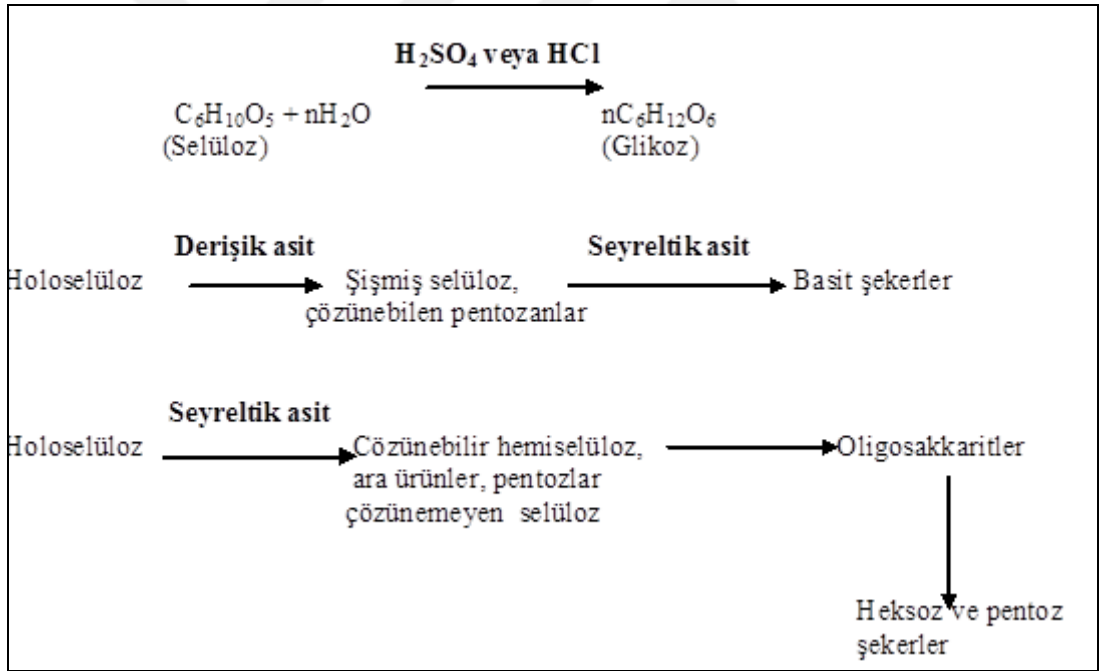 H₂SO₄ veya HCl
C₆H₁₀O₅ + nH₂O nC₆H₁₂O₆
(Selüloz) (Glikoz)
Derişik asit Seyreltik asit
Holoselüloz Şişmiş selüloz, Basit şekerler
çözünebilen pentozanlar
Seyreltik asit
Holoselüloz Cözünebilir hemiselüloz, Oligosakkaritler
ara ürünler, pentozlar
çözünemeyen selüloz
Heksoz ve pentoz
şekerler